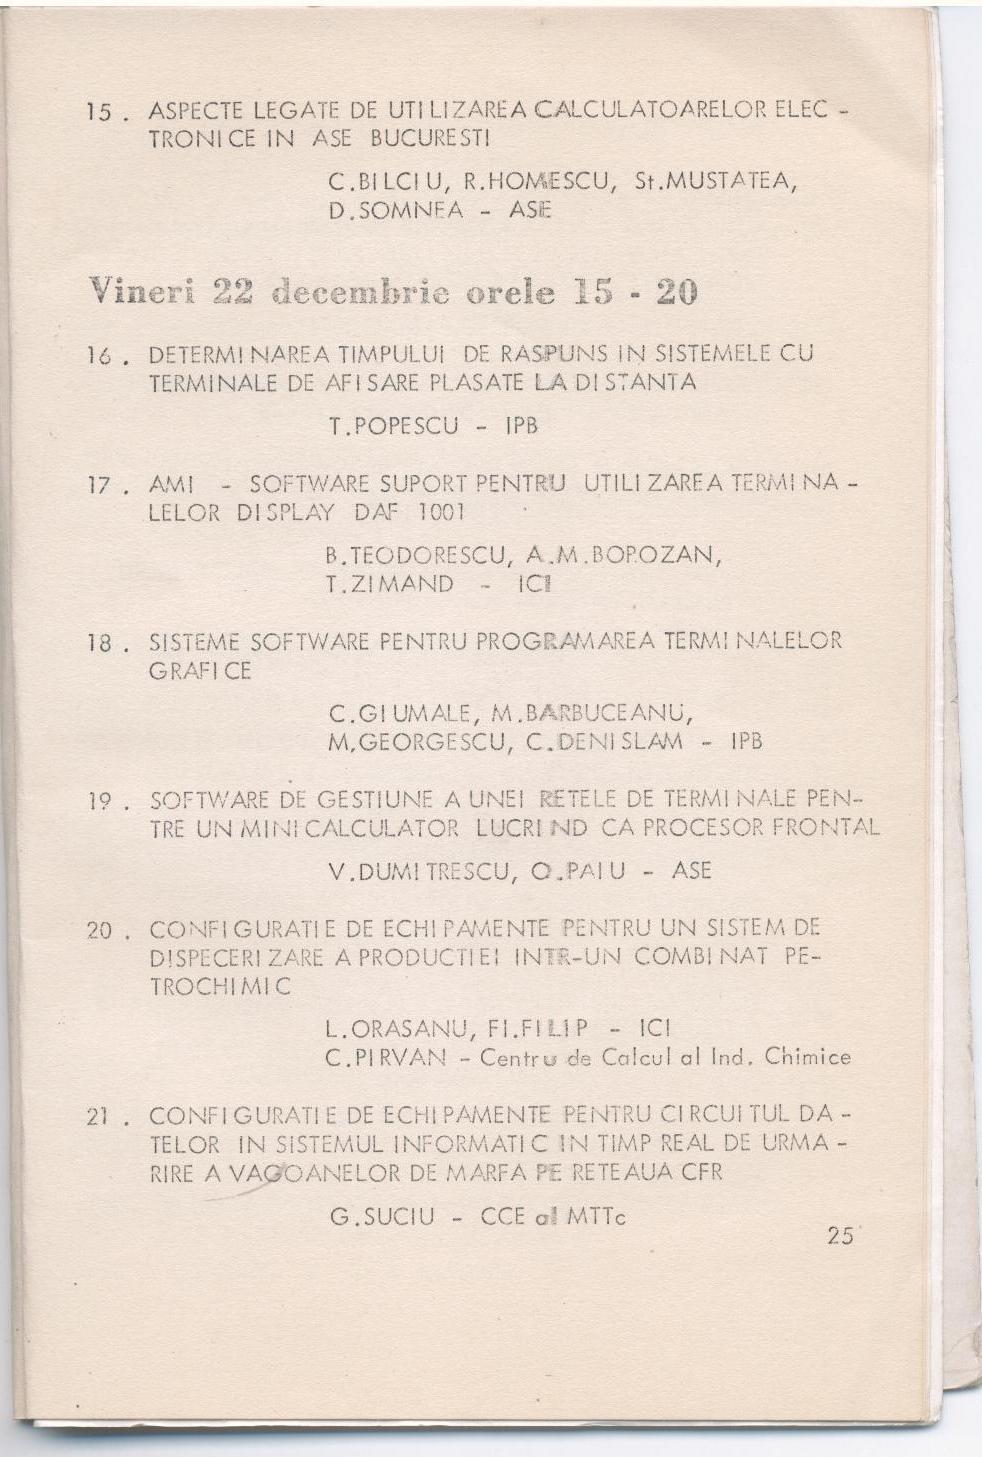 15 . ASPECTE LEGATE DE UTILIZAREA CALCULATOARELOR ELEC -
TRONICE IN ASE BUCURESTI
C.BILCIU, R.HOMESCU, St.MUSTATEA,
D.SOMNEA - ASE
Vineri 22 decembrie orele 15 - 20
16 . DETERMINAREA TIMPULUI DE RASPUNS IN SISTEMELE CU
TERMINALE DE AFISARE PLASATE LA DISTANTA
T.POPESCU - IPB
17 . AMI - SOFTWARE SUPORT PENTRU UTILIZAREA TERMINA -
LELOR DISPLAY DAF 1001
B.TEODORESCU, A.M.BOROZAN,
T.ZIMAND - ICI
18 . SISTEME SOFTWARE PENTRU PROGRAMAREA TERMINALELOR
GRAFICE
C.GIUMALE, M.BARBUCEANU,
M.GEORGESCU, C.DENISLAM - IPB
19 . SOFTWARE DE GESTIUNE A UNEI RETELE DE TERMINALE PEN-
TRE UN MINICALCULATOR LUCRIND CA PROCESOR FRONTAL
V.DUMITRESCU, O.PAIU - ASE
20 . CONFIGURATIE DE ECHIPAMENTE PENTRU UN SISTEM DE
DISPECERIZARE A PRODUCTIEI INTR-UN COMBINAT PE-
TROCHIMIC
L.ORASANU, FI.FILIP - ICI
C.PIRVAN - Centru de Calcul al Ind. Chimice
21 . CONFIGURATIE DE ECHIPAMENTE PENTRU CIRCUITUL DA -
TELOR IN SISTEMUL INFORMATIC IN TIMP REAL DE URMA -
RIRE A VAGOANELOR DE MARFA PE RETEAUA CFR
G.SUCIU - CCE al MTTc
25